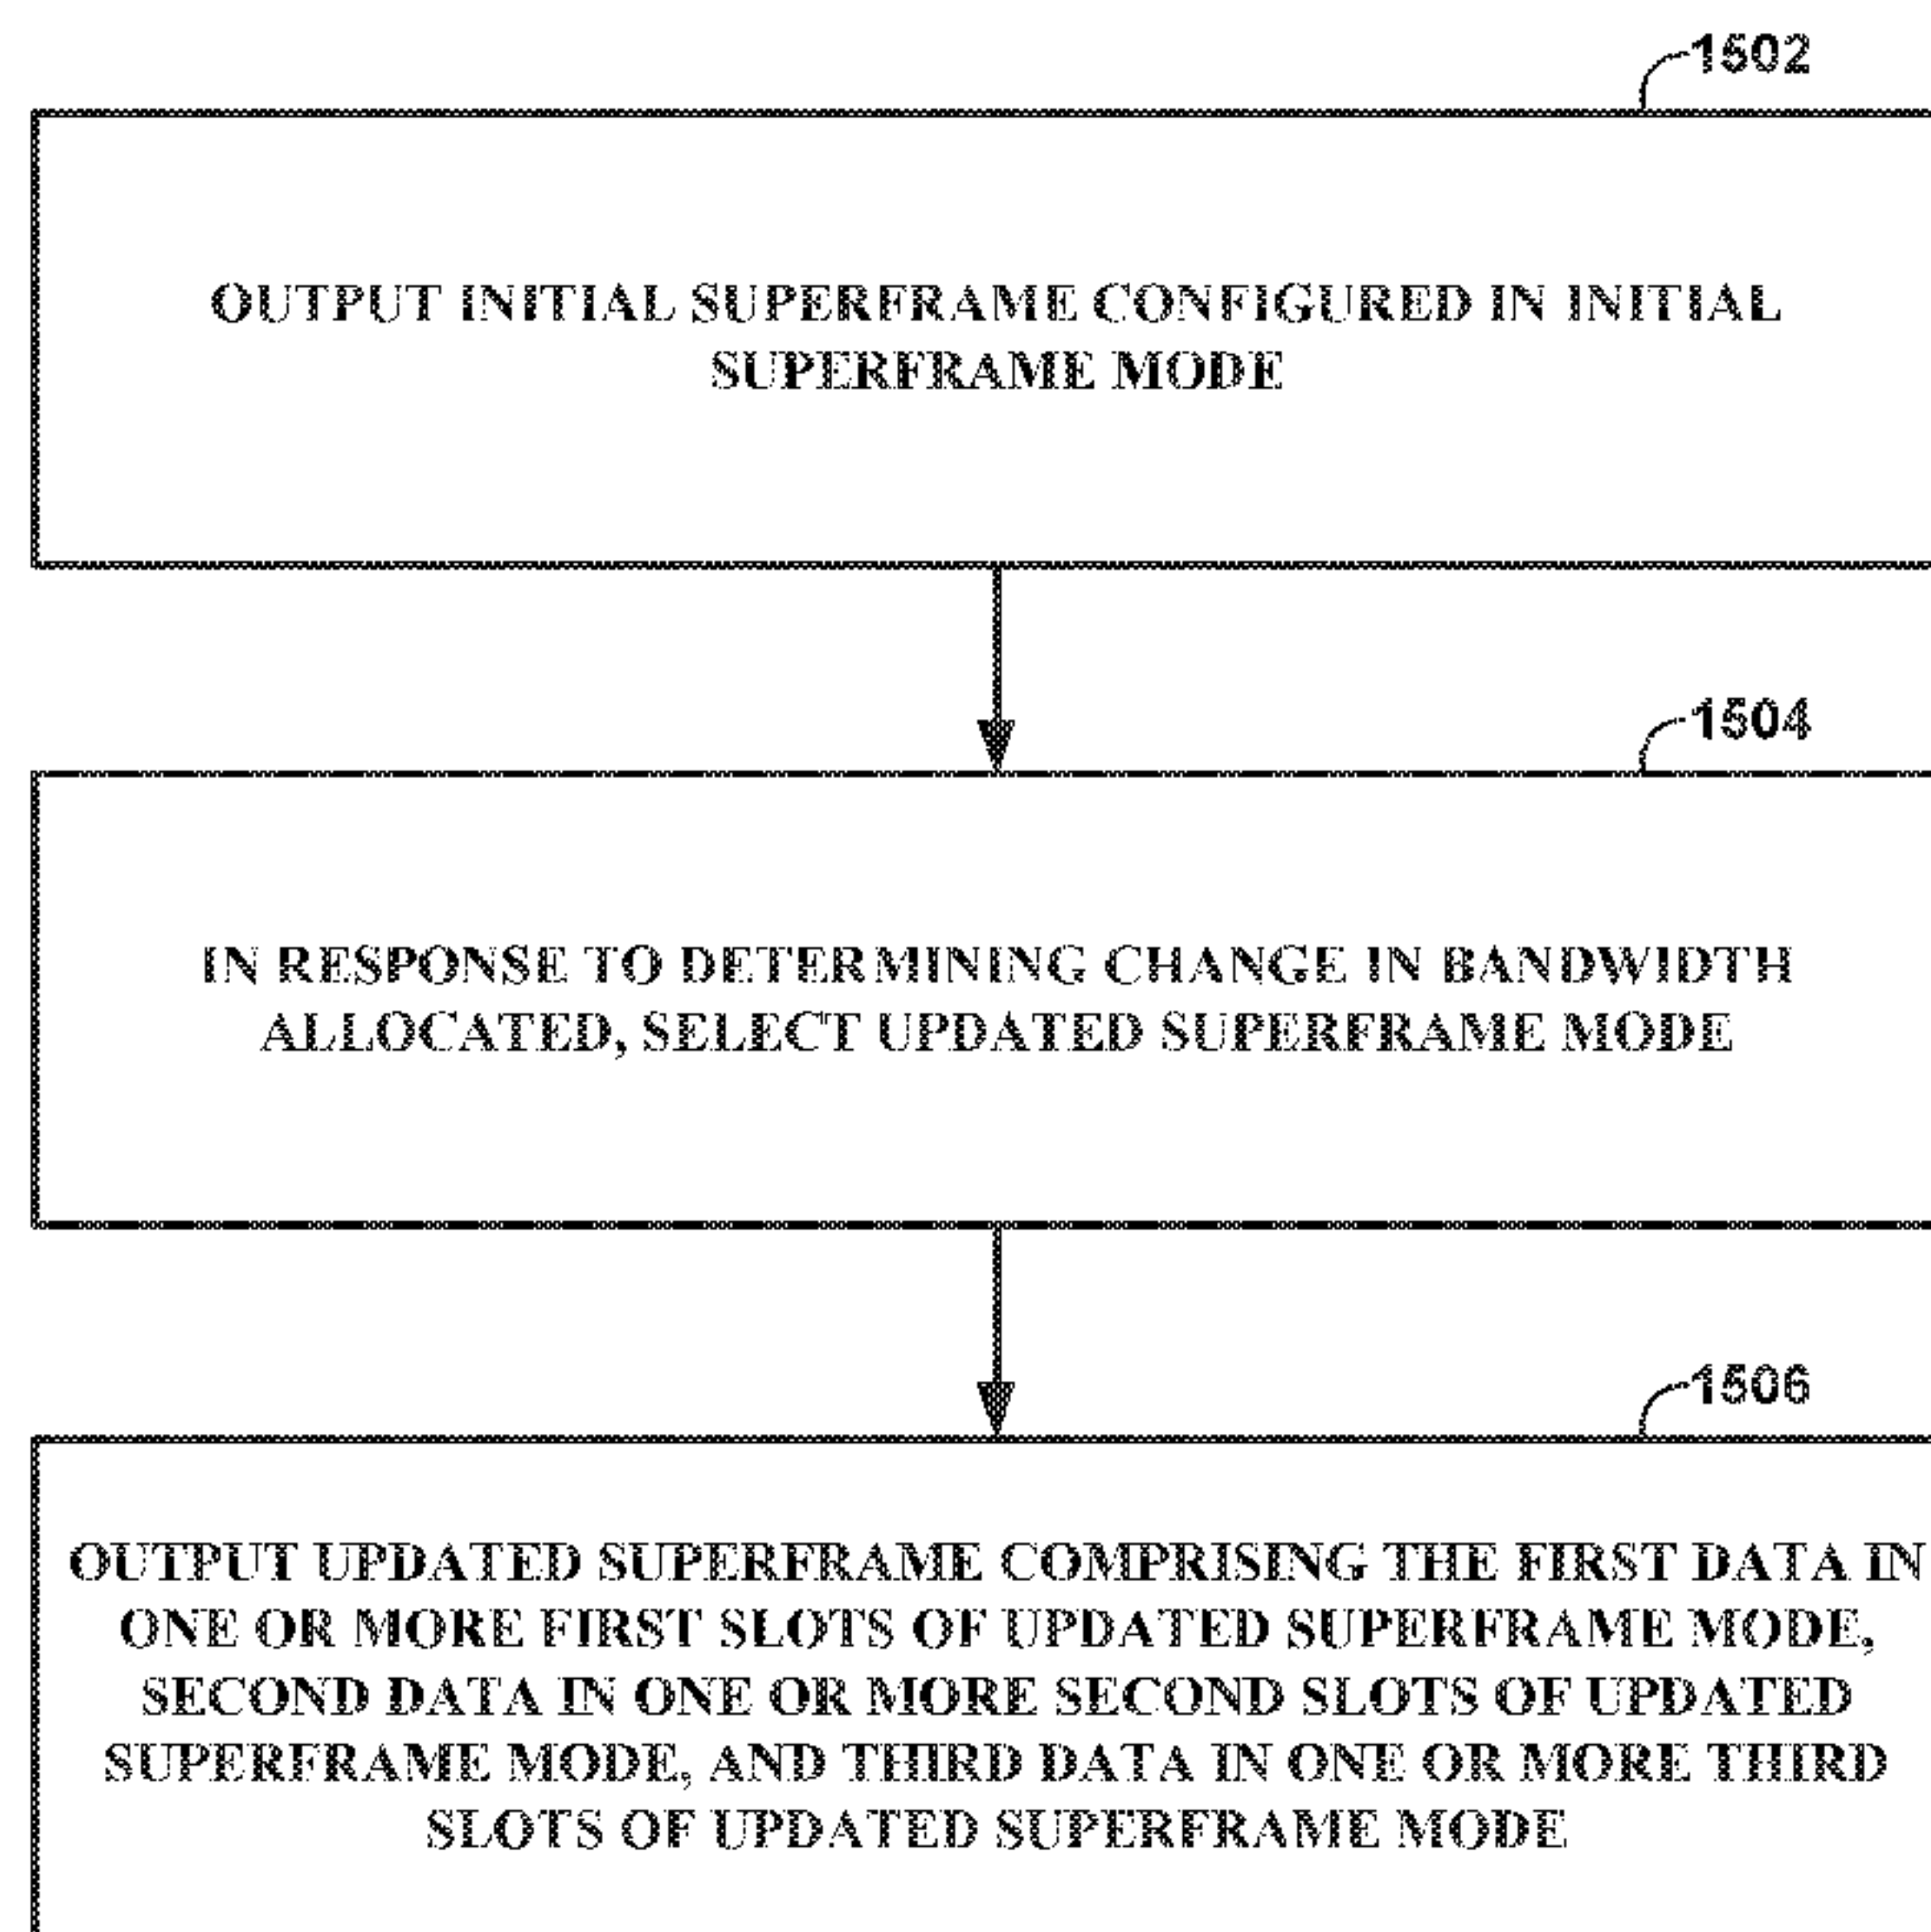 1502
OUTPUT INITIAL SUPERFRAME CONFIGURED IN INITIAL
SUPERFRAME MODE
1504
IN RESPONSE TO DETERMINING CHANGE IN BANDWIDTH
ALLOCATED, SELECT UPDATED SUPERFRAME MODE
1506
OUTPUT UPDATED SUPERFRAME COMPRISING THE FIRST DATA IN
ONE OR MORE FIRST SLOTS OF UPDATED SUPERFRAME MODE,
SECOND DATA IN ONE OR MORE SECOND SLOTS OF UPDATED
SUPERFRAME MODE, AND THIRD DATA IN ONE OR MORE THIRD
SLOTS OF UPDATED SUPERFRAME MODE